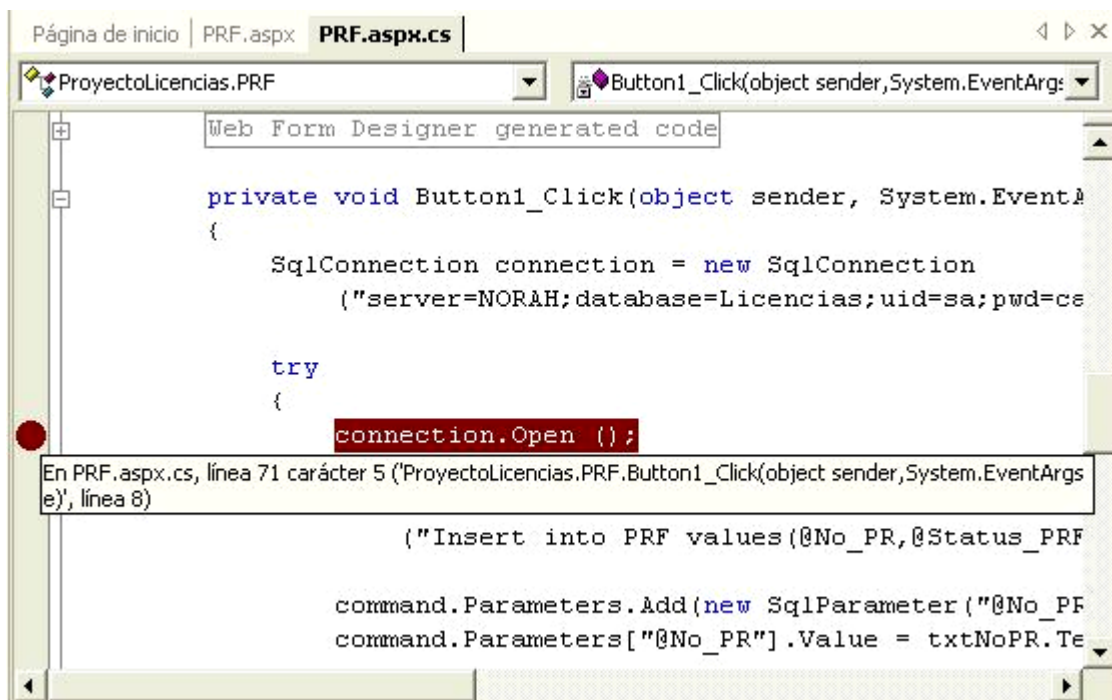 Página de inicio PRF.aspx PRF.aspx.cs
ProyectoLicencias.PRF Button1_Click(object sender,System.EventArgs
Web Form Designer generated code
private void Button1_Click(object sender, System.EventA
{
SqlConnection connection = new SqlConnection
("server=NORAH;database=Licencias;uid=sa;pwd=ca
try
{
connection.Open ();
En PRF.aspx.cs, línea 71 carácter 5 ('ProyectoLicencias.PRF.Button1_Click(object sender,System.EventArgs
e)', línea 8)
("Insert into PRF values(@No_PR,@Status_PRF
command.Parameters.Add(new SqlParameter("@No_PR
command.Parameters["@No_PR"].Value = txtNoPR.Te